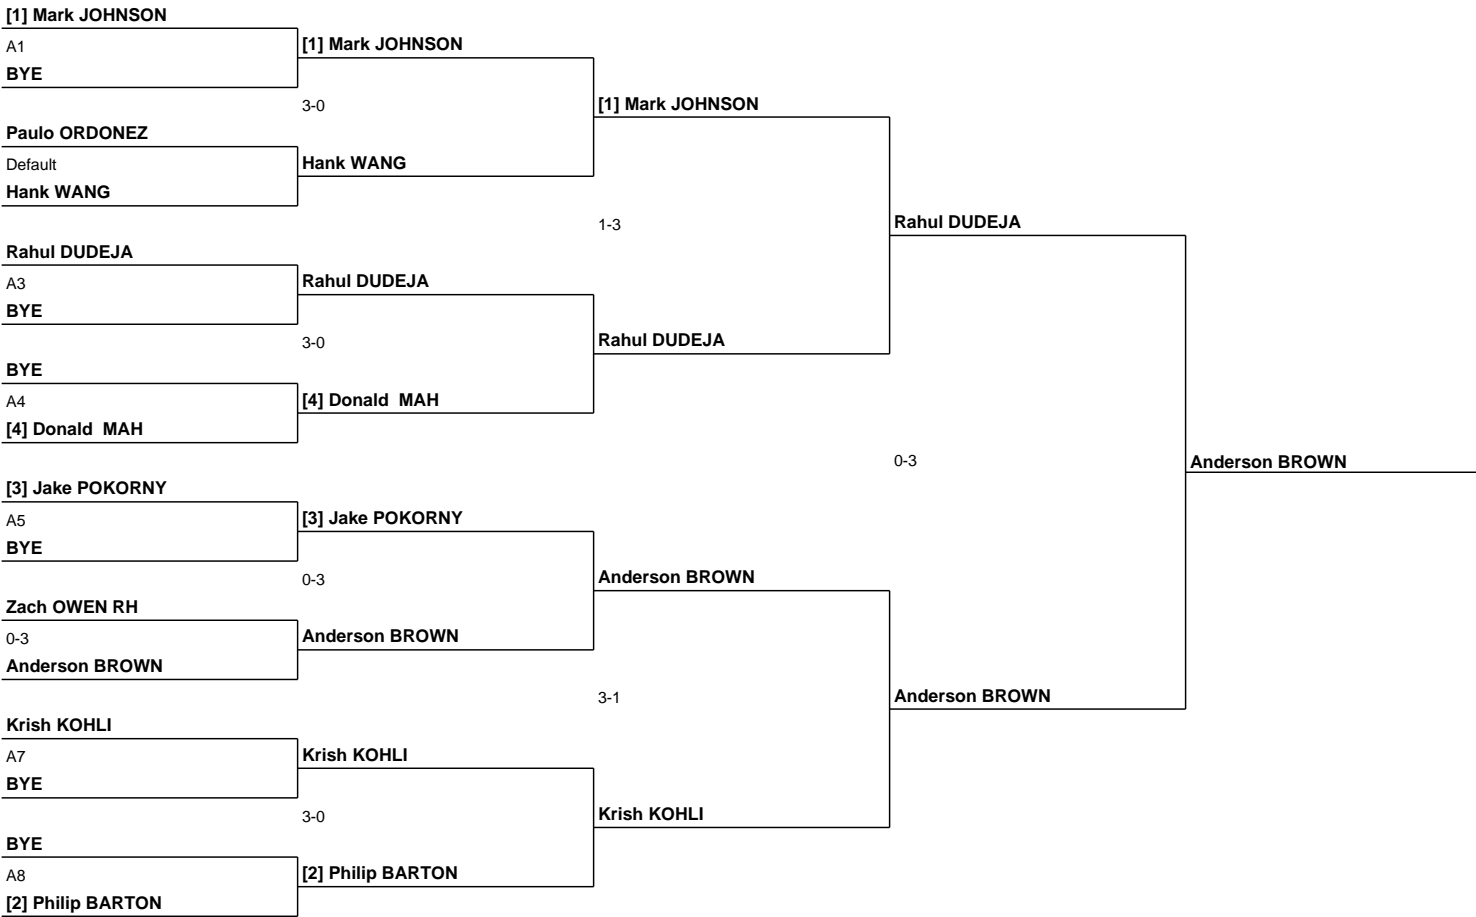 [1] Mark JOHNSON
A1
BYE
Paulo ORDONEZ
Default
Hank WANG
Rahul DUDEJA
A3
BYE
BYE
A4
[4] Donald  MAH
[3] Jake POKORNY
A5
BYE
Zach OWEN RH
0-3
Anderson BROWN
Krish KOHLI
A7
BYE
BYE
A8
[2] Philip BARTON
[1] Mark JOHNSON
3-0
Hank WANG
Rahul DUDEJA
3-0
[4] Donald  MAH
[3] Jake POKORNY
0-3
Anderson BROWN
Krish KOHLI
3-0
[2] Philip BARTON
[1] Mark JOHNSON
1-3
Rahul DUDEJA
Anderson BROWN
3-1
Krish KOHLI
Rahul DUDEJA
0-3
Anderson BROWN
Anderson BROWN